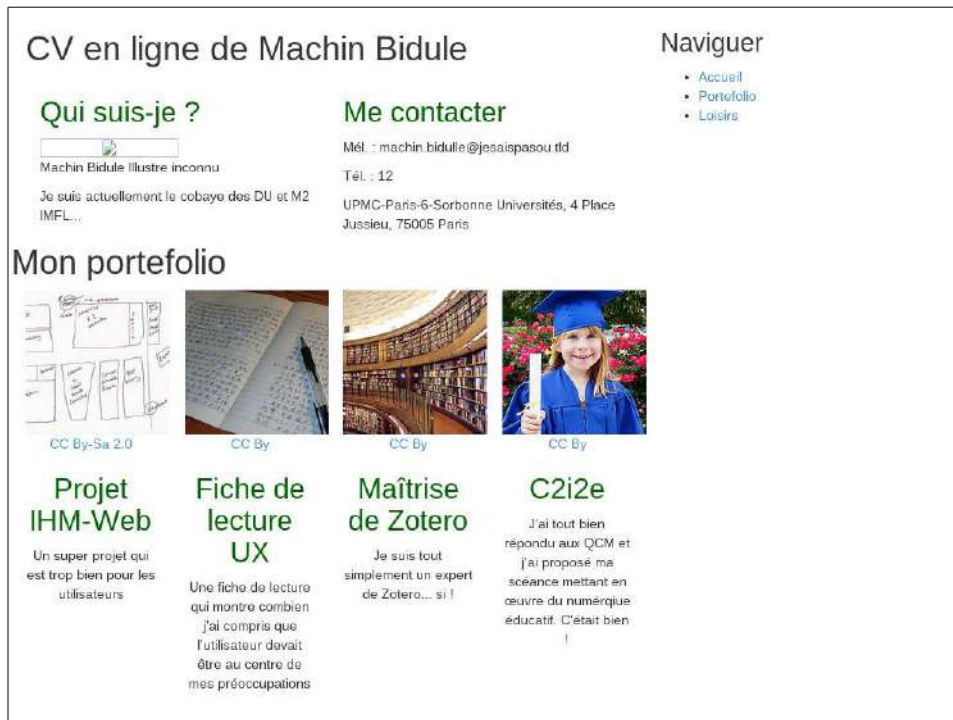 CV en ligne de Machin Bidule
Qui suis-je ?
Machin Bidule Illustre inconnu
Je suis actuellement le cobaye des DU et M2
IMFL...
Me contacter
Mél. : machin.bidulle@jesaispasou.tld
Tél. : 12
UPMC-Paris-6-Sorbonne Universités, 4 Place
Jussieu, 75005 Paris
Naviguer
Accueil
Portefolio
Loisirs
Mon portefolio
CC By-Sa 2.0
Projet
IHM-Web
Un super projet qui
est trop bien pour les
utilisateurs
CC By
Fiche de
lecture
UX
Une fiche de lecture
qui montre combien
j'ai compris que
l'utilisateur devait
être au centre de
mes préoccupations
CC By
Maîtrise
de Zotero
Je suis tout
simplement un expert
de Zotero... si !
CC By
C2i2e
J'ai tout bien
répondu aux QCM et
j'ai proposé ma
scéance mettant en
œuvre du numérqiue
éducatif. C'était bien
!